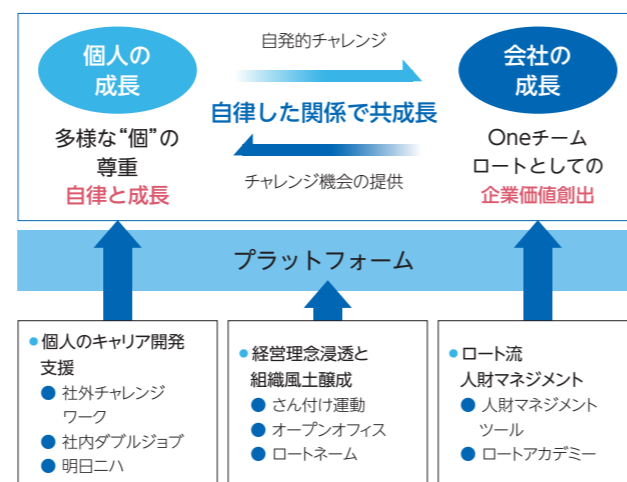 個人の
成長
自発的チャレンジ
会社の
成長
自律した関係で共成長
チャレンジ機会の提供
多様な“個”の
尊重
自律と成長
Oneチーム
ロートとしての
企業価値創出
プラットフォーム
•個人のキャリア開発
支援
● 社外チャレンジ
ワーク
● 社内ダブルジョブ
● 明日ニハ
•経営理念浸透と
組織風土醸成
● さん付け運動
● オープンオフィス
● ロートネーム
•ロート流
人財マネジメント
● 人財マネジメント
ツール
● ロートアカデミー